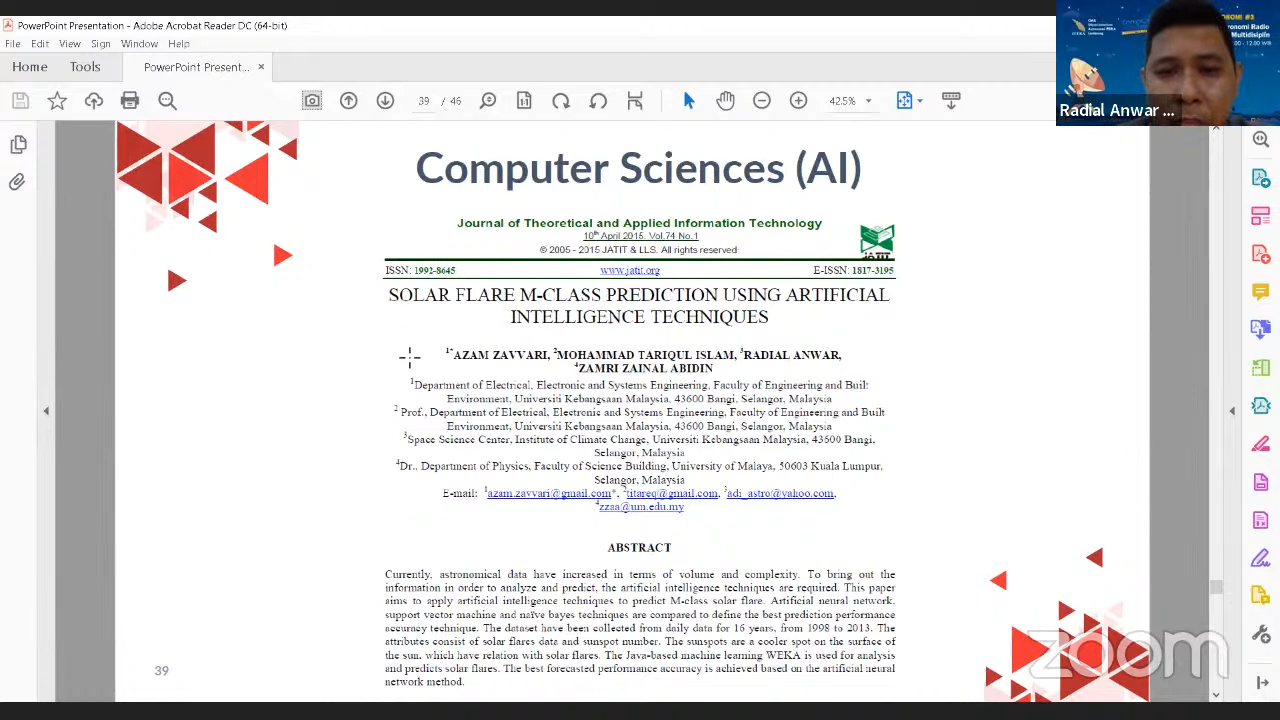 PowerPoint Presentation - Adobe Acrobat Reader DC (64-bit)
File Edit View Sign Window Help
Home Tools PowerPoint Present... ×
39 / 46 42.5%
Radial Anwar ...
Computer Sciences (AI)
Journal of Theoretical and Applied Information Technology
10th April 2015. Vol.74 No.1
© 2005 - 2015 JATIT & LLS. All rights reserved
JATIT
ISSN: 1992-8645 www.jatit.org E-ISSN: 1817-3195
SOLAR FLARE M-CLASS PREDICTION USING ARTIFICIAL
INTELLIGENCE TECHNIQUES
1*AZAM ZAVVARI, 2MOHAMMAD TARIQUL ISLAM, 3RADIAL ANWAR,
4ZAMRI ZAINAL ABIDIN
1Department of Electrical, Electronic and Systems Engineering, Faculty of Engineering and Built
Environment, Universiti Kebangsaan Malaysia, 43600 Bangi, Selangor, Malaysia
2 Prof., Department of Electrical, Electronic and Systems Engineering, Faculty of Engineering and Built
Environment, Universiti Kebangsaan Malaysia, 43600 Bangi, Selangor, Malaysia
3Space Science Center, Institute of Climate Change, Universiti Kebangsaan Malaysia, 43600 Bangi,
Selangor, Malaysia
4Dr., Department of Physics, Faculty of Science Building, University of Malaya, 50603 Kuala Lumpur,
Selangor, Malaysia
E-mail: 1azam.zavvari@gmail.com*, 2titareq@gmail.com, 3adi_astro@yahoo.com,
4zzaa@um.edu.my
ABSTRACT
Currently, astronomical data have increased in terms of volume and complexity. To bring out the
information in order to analyze and predict, the artificial intelligence techniques are required. This paper
aims to apply artificial intelligence techniques to predict M-class solar flare. Artificial neural network,
support vector machine and naïve bayes techniques are compared to define the best prediction performance
accuracy technique. The dataset have been collected from daily data for 16 years, from 1998 to 2013. The
attributes consist of solar flares data and sunspot number. The sunspots are a cooler spot on the surface of
the sun, which have relation with solar flares. The Java-based machine learning WEKA is used for analysis
and predicts solar flares. The best forecasted performance accuracy is achieved based on the artificial neural
network method.
39
zoom